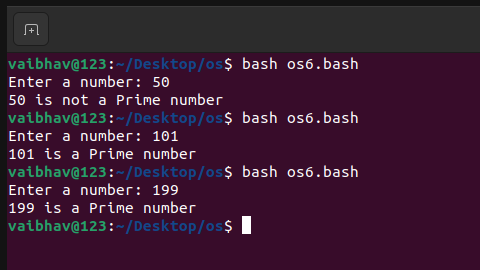 vaibhav@123:~/Desktop/os$ bash os6.bash
Enter a number: 50
50 is not a Prime number
vaibhav@123:~/Desktop/os$ bash os6.bash
Enter a number: 101
101 is a Prime number
vaibhav@123:~/Desktop/os$ bash os6.bash
Enter a number: 199
199 is a Prime number
vaibhav@123:~/Desktop/os$